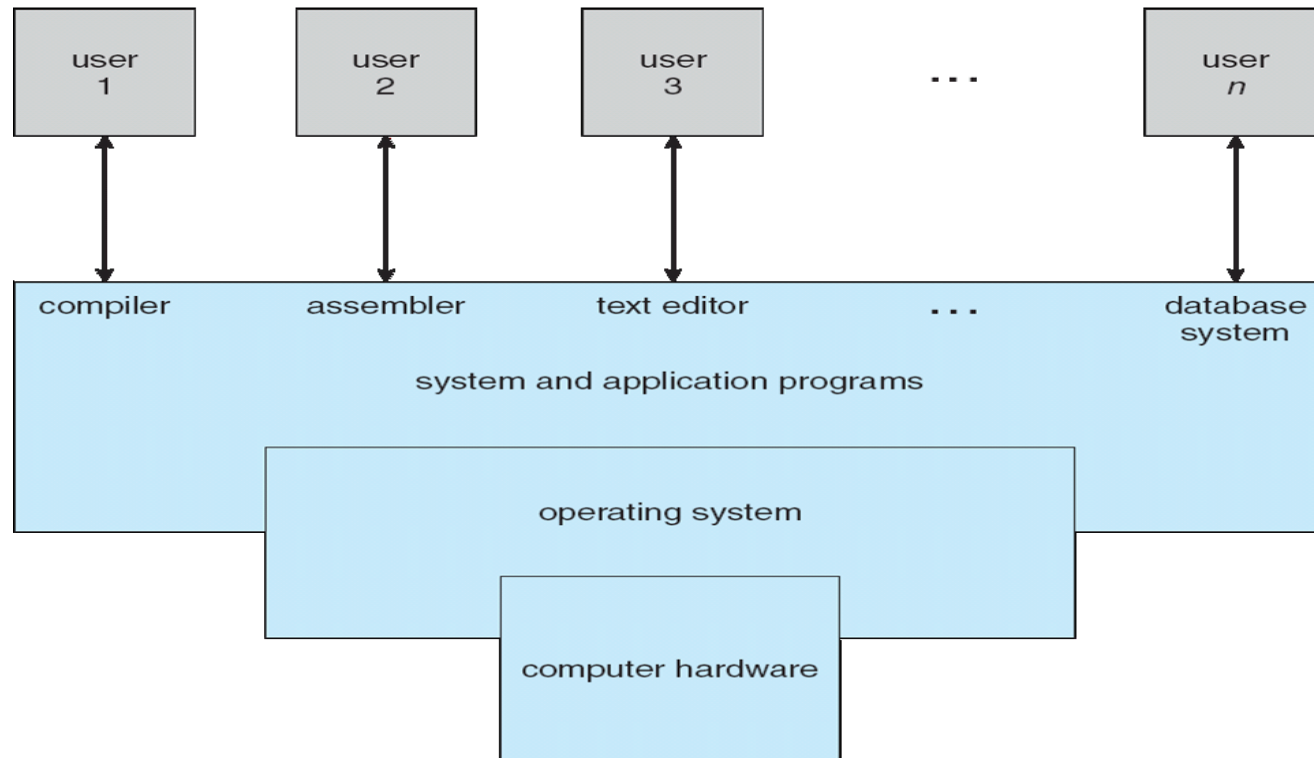 user
1
user
2
user
3
...
user
n
compiler
assembler
text editor
...
database
system
system and application programs
operating system
computer hardware